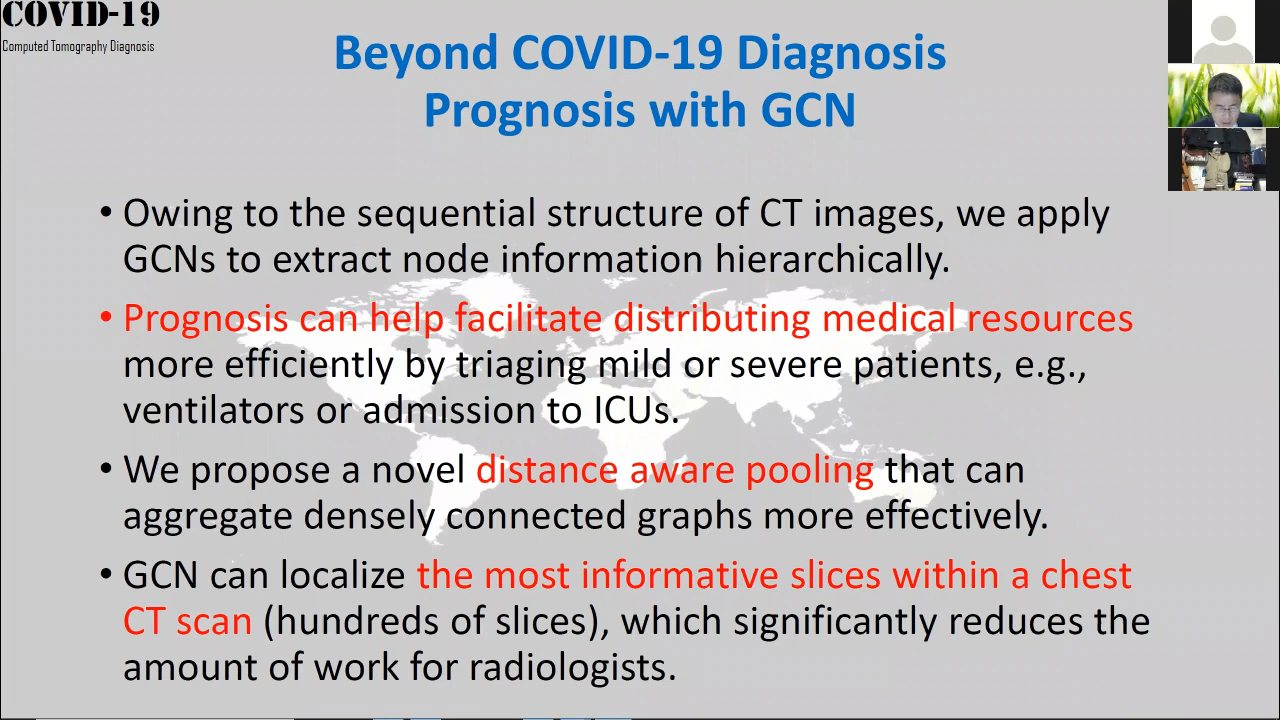 COVID-19
Computed Tomography Diagnosis
Beyond COVID-19 Diagnosis
Prognosis with GCN
• Owing to the sequential structure of CT images, we apply
GCNs to extract node information hierarchically.
• Prognosis can help facilitate distributing medical resources
more efficiently by triaging mild or severe patients, e.g.,
ventilators or admission to ICUs.
• We propose a novel distance aware pooling that can
aggregate densely connected graphs more effectively.
• GCN can localize the most informative slices within a chest
CT scan (hundreds of slices), which significantly reduces the
amount of work for radiologists.